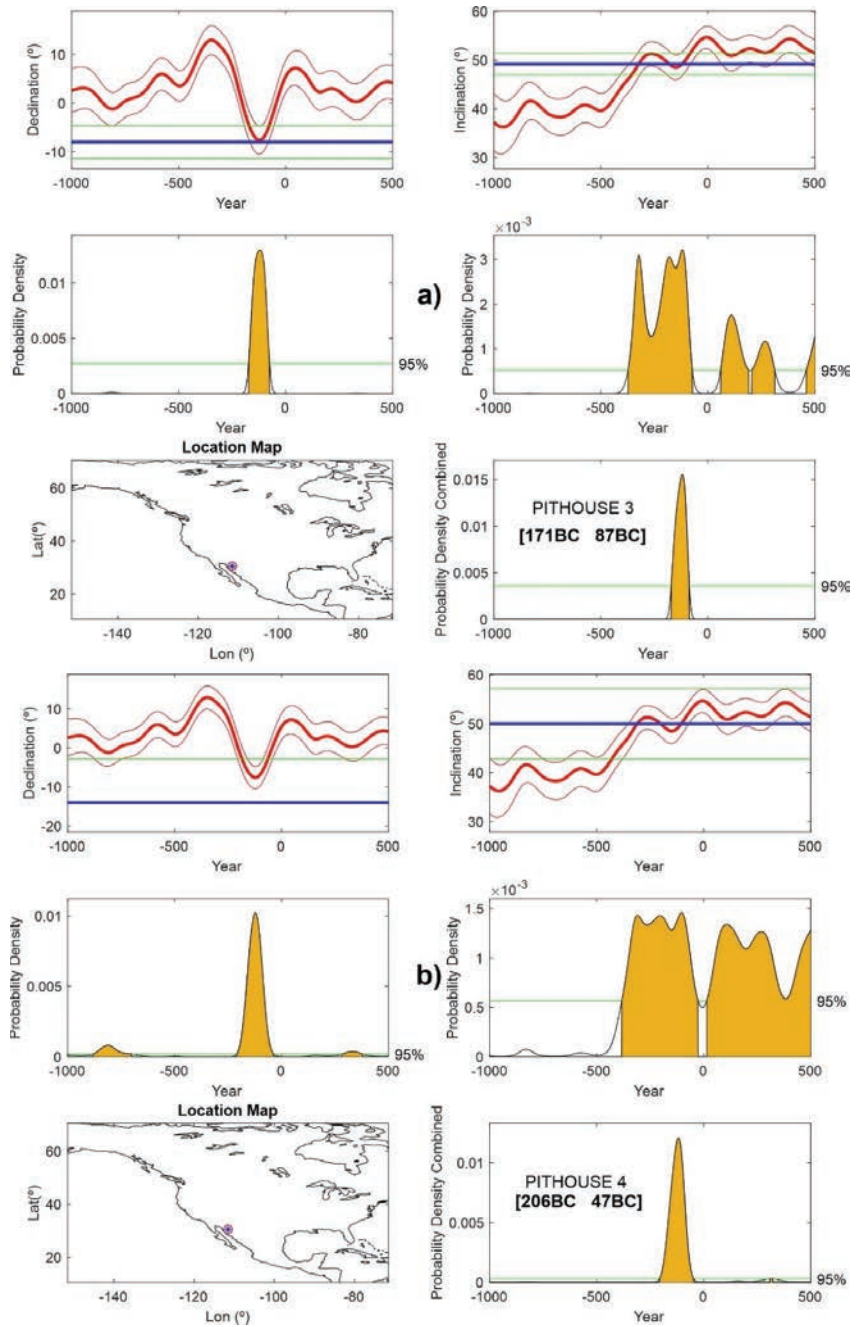 Declination (º)
10
0
-10
-1000 -500 0 500
Year
Inclination (º)
60
50
40
30
-1000 -500 0 500
Year
Probability Density
0.01
0.005
0
95%
-1000 -500 0 500
Year
a)
×10⁻³
Probability Density
3
2
1
0
95%
-1000 -500 0 500
Year
Location Map
Lat(º)
60
40
20
-140 -120 -100 -80
Lon (º)
Probability Density Combined
0.015
0.01
0.005
0
PITHOUSE 3
[171BC 87BC]
95%
-1000 -500 0 500
Year
Declination (º)
10
0
-10
-20
-1000 -500 0 500
Year
Inclination (º)
60
50
40
30
-1000 -500 0 500
Year
Probability Density
0.01
0.005
0
95%
-1000 -500 0 500
Year
b)
×10⁻³
Probability Density
1.5
1
0.5
0
95%
-1000 -500 0 500
Year
Location Map
Lat(º)
60
40
20
-140 -120 -100 -80
Lon (º)
Probability Density Combined
0.01
0.005
0
PITHOUSE 4
[206BC 47BC]
95%
-1000 -500 0 500
Year